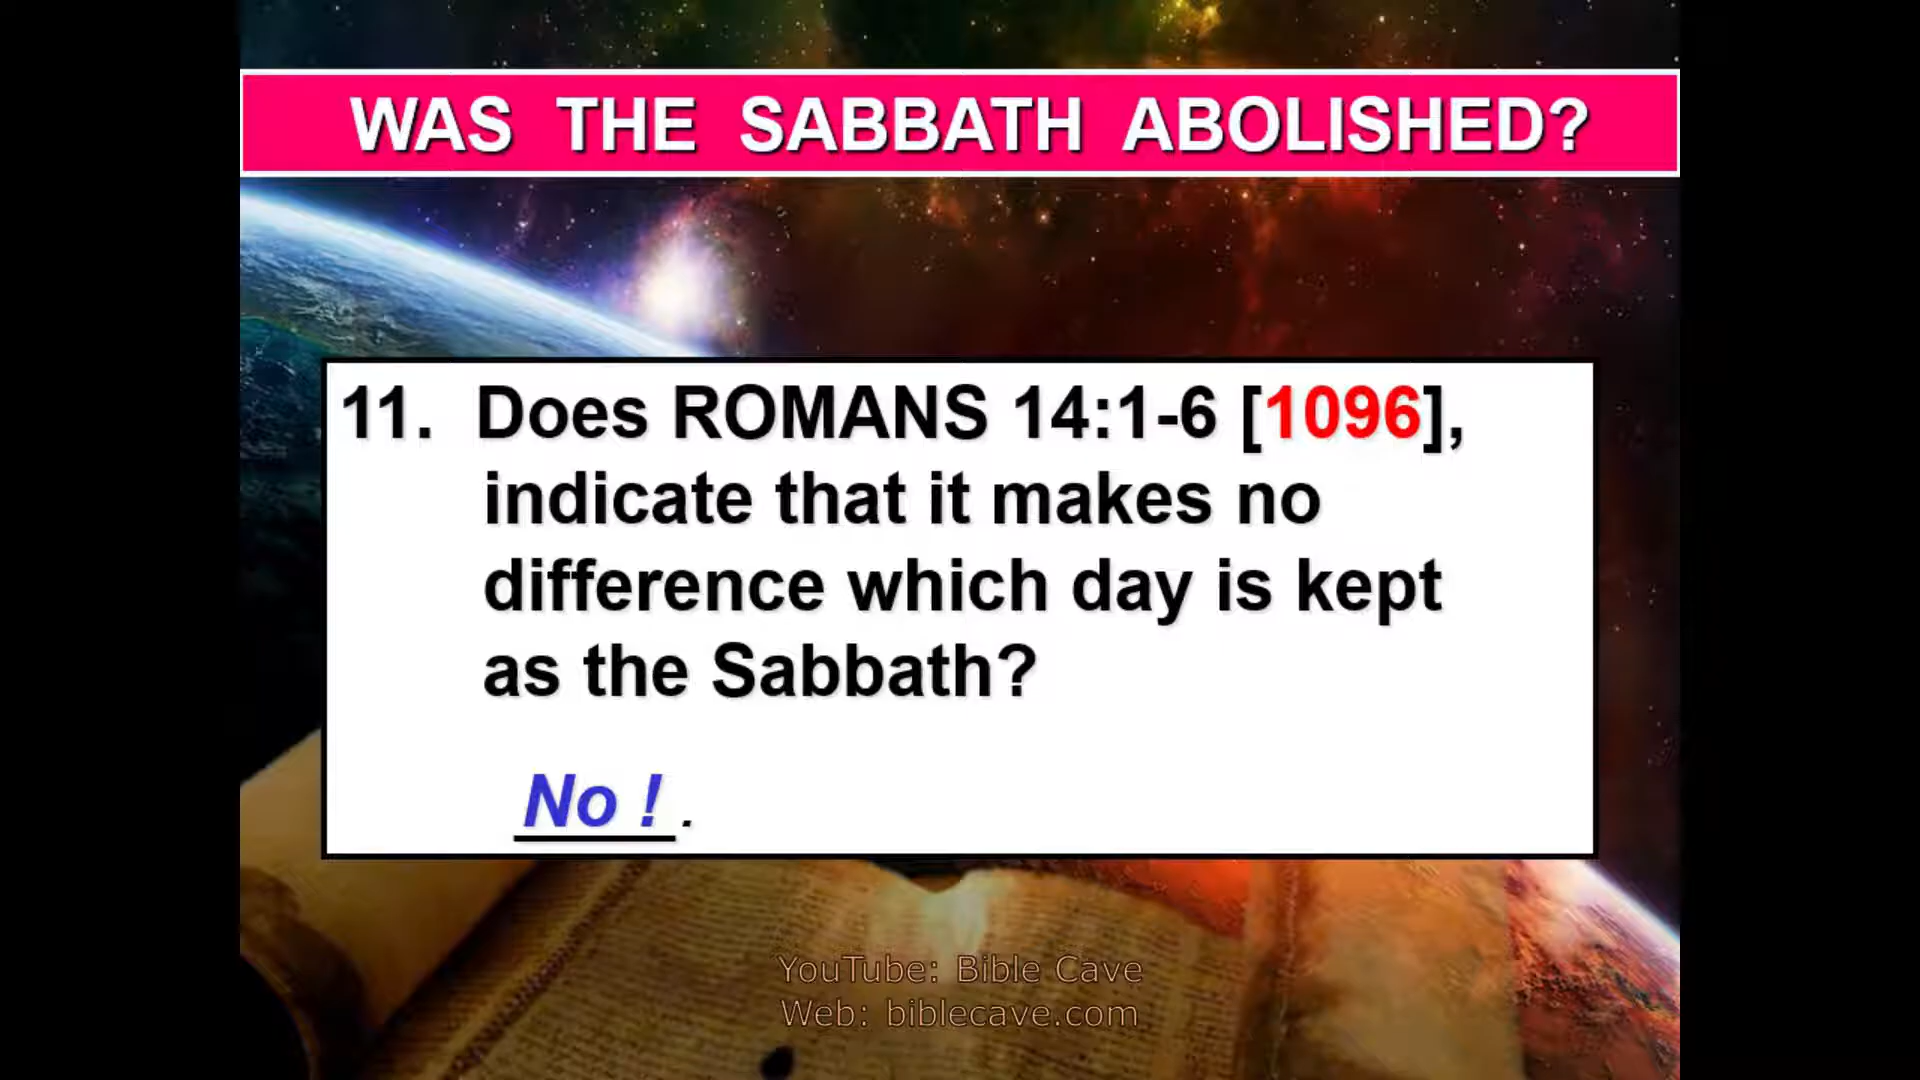 WAS THE SABBATH ABOLISHED?
11. Does ROMANS 14:1-6 [1096],
indicate that it makes no
difference which day is kept
as the Sabbath?
No ! .
YouTube: Bible Cave
Web: biblecave.com